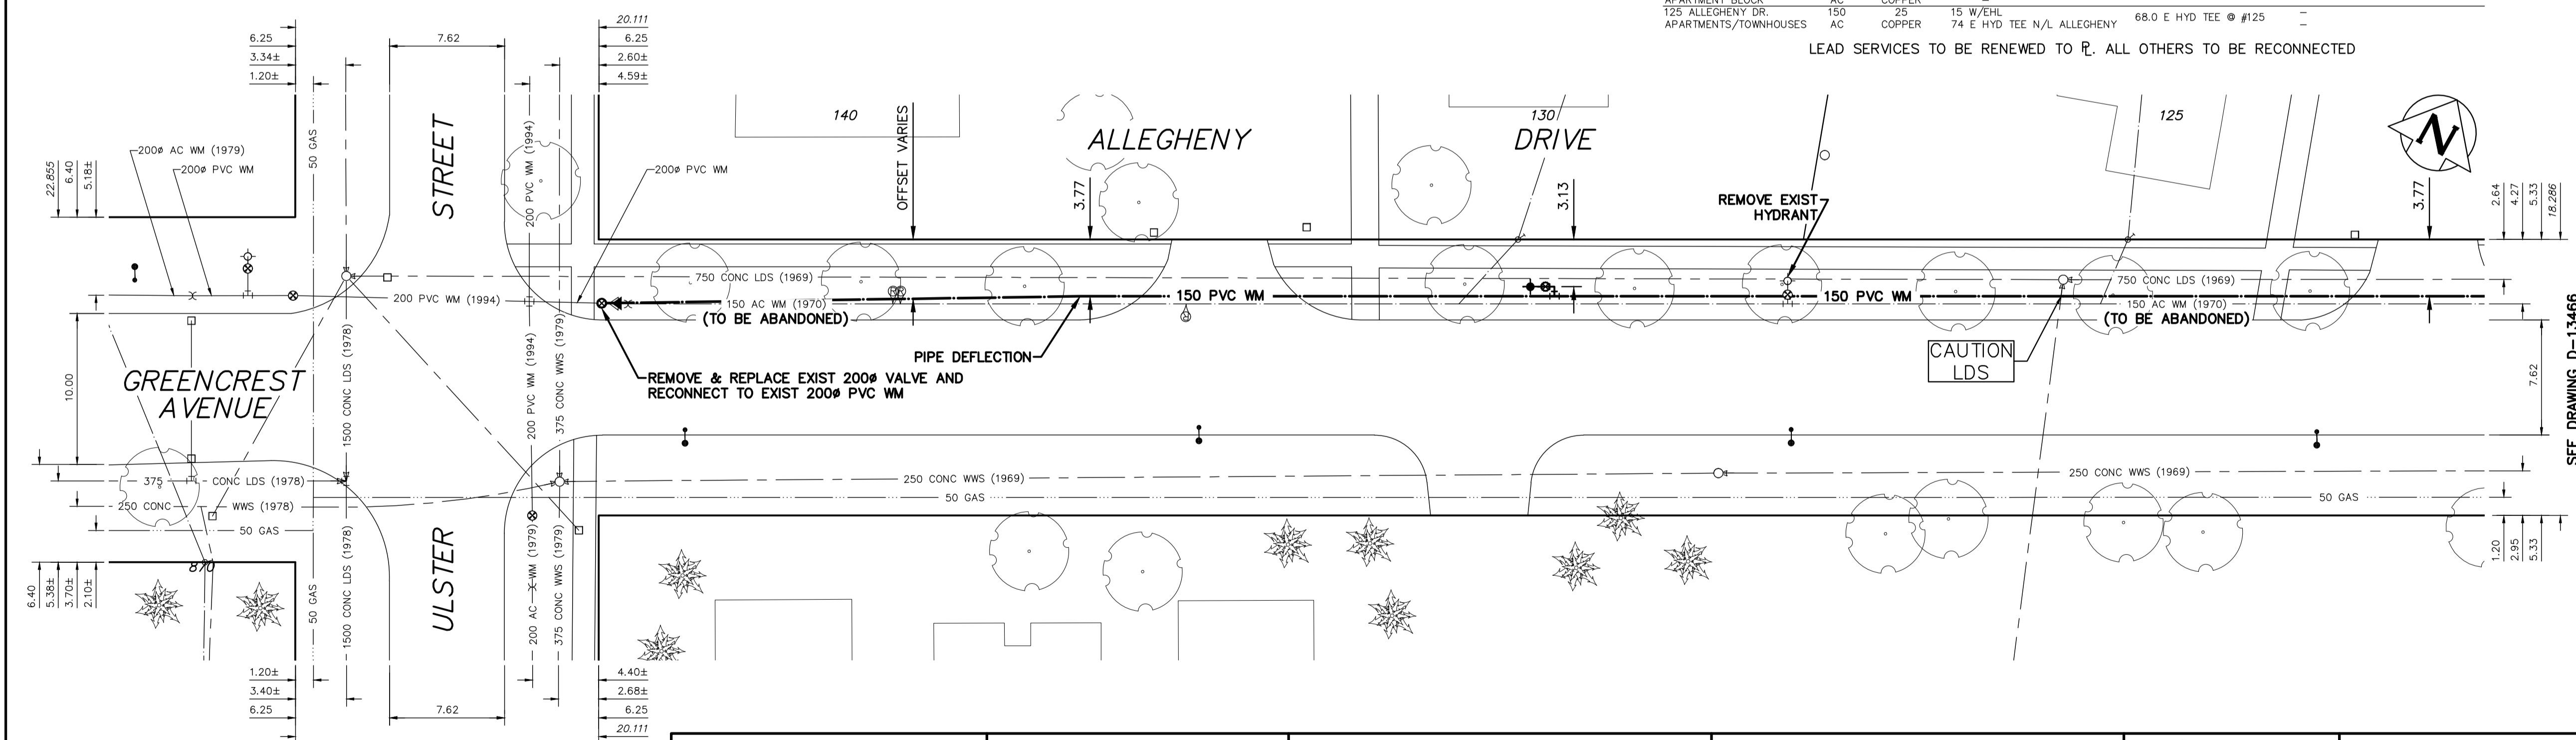 APARTMENT BLOCK AC COPPER –
125 ALLEGHENY DR. 150 25 15 W/EHL 68.0 E HYD TEE @ #125 –
APARTMENTS/TOWNHOUSES AC COPPER 74 E HYD TEE N/L ALLEGHENY –
LEAD SERVICES TO BE RENEWED TO ℄. ALL OTHERS TO BE RECONNECTED
20.111
6.25
7.62
6.25
3.34±
2.60±
1.20±
4.59±
50 GAS
STREET
200 PVC WM (1994)
140
OFFSET VARIES
ALLEGHENY
130
DRIVE
125
N
200ø AC WM (1979)
200ø PVC WM
200ø PVC WM
22.855
6.40
5.18±
3.77
3.13
REMOVE EXIST
HYDRANT
3.77
2.64
4.27
5.33
18.286
750 CONC LDS (1969)
750 CONC LDS (1969)
200 PVC WM (1994)
150 AC WM (1970)
150 PVC WM
150 PVC WM
150 AC WM (1970)
(TO BE ABANDONED)
(TO BE ABANDONED)
PIPE DEFLECTION
CAUTION
LDS
REMOVE & REPLACE EXIST 200ø VALVE AND
RECONNECT TO EXIST 200ø PVC WM
10.00
GREENCREST
AVENUE
1500 CONC LDS (1978)
200 PVC WM (1994)
375 CONC WWS (1979)
7.62
SEE DRAWING D-13466
375 CONC LDS (1978)
250 CONC WWS (1978)
50 GAS
250 CONC WWS (1969)
50 GAS
250 CONC WWS (1969)
50 GAS
870
6.40
5.38±
3.70±
2.10±
50 GAS
1500 CONC LDS (1978)
ULSTER
200 AC WM (1979)
375 CONC WWS (1979)
1.20
2.95
5.33
1.20±
4.40±
3.40±
2.68±
6.25
7.62
6.25
20.111